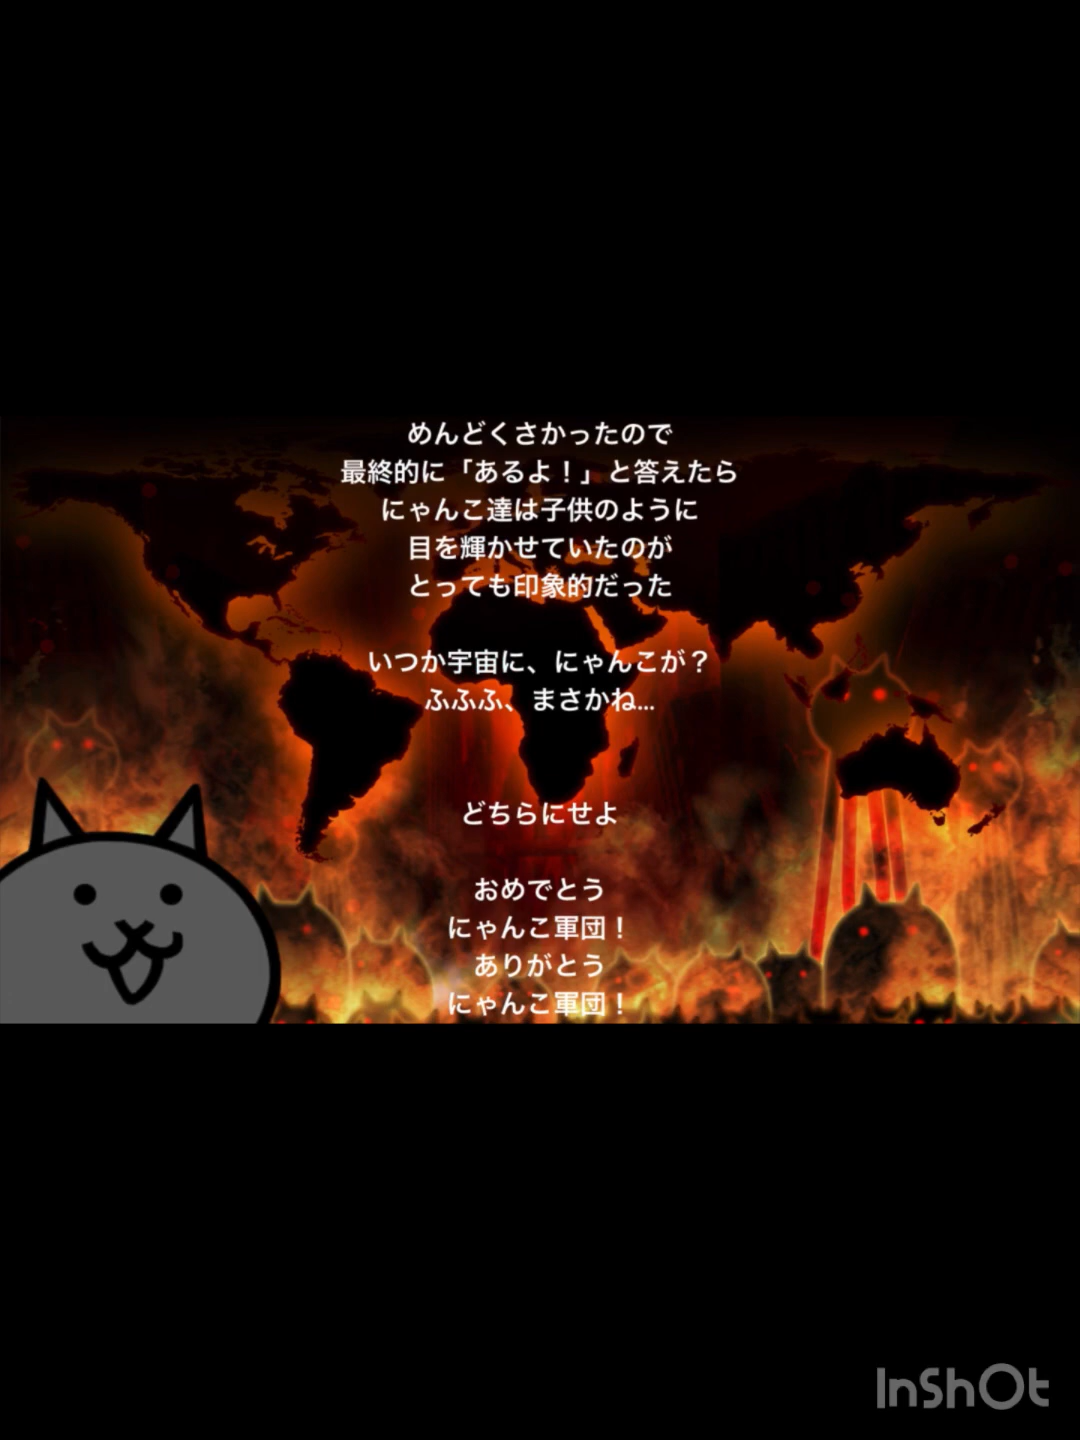 めんどくさかったので
最終的に「あるよ！」と答えたら
にゃんこ達は子供のように
目を輝かせていたのが
とっても印象的だった
いつか宇宙に、にゃんこが？
ふふふ、まさかね...
どちらにせよ
おめでとう
にゃんこ軍団！
ありがとう
にゃんこ軍団！
InShOt